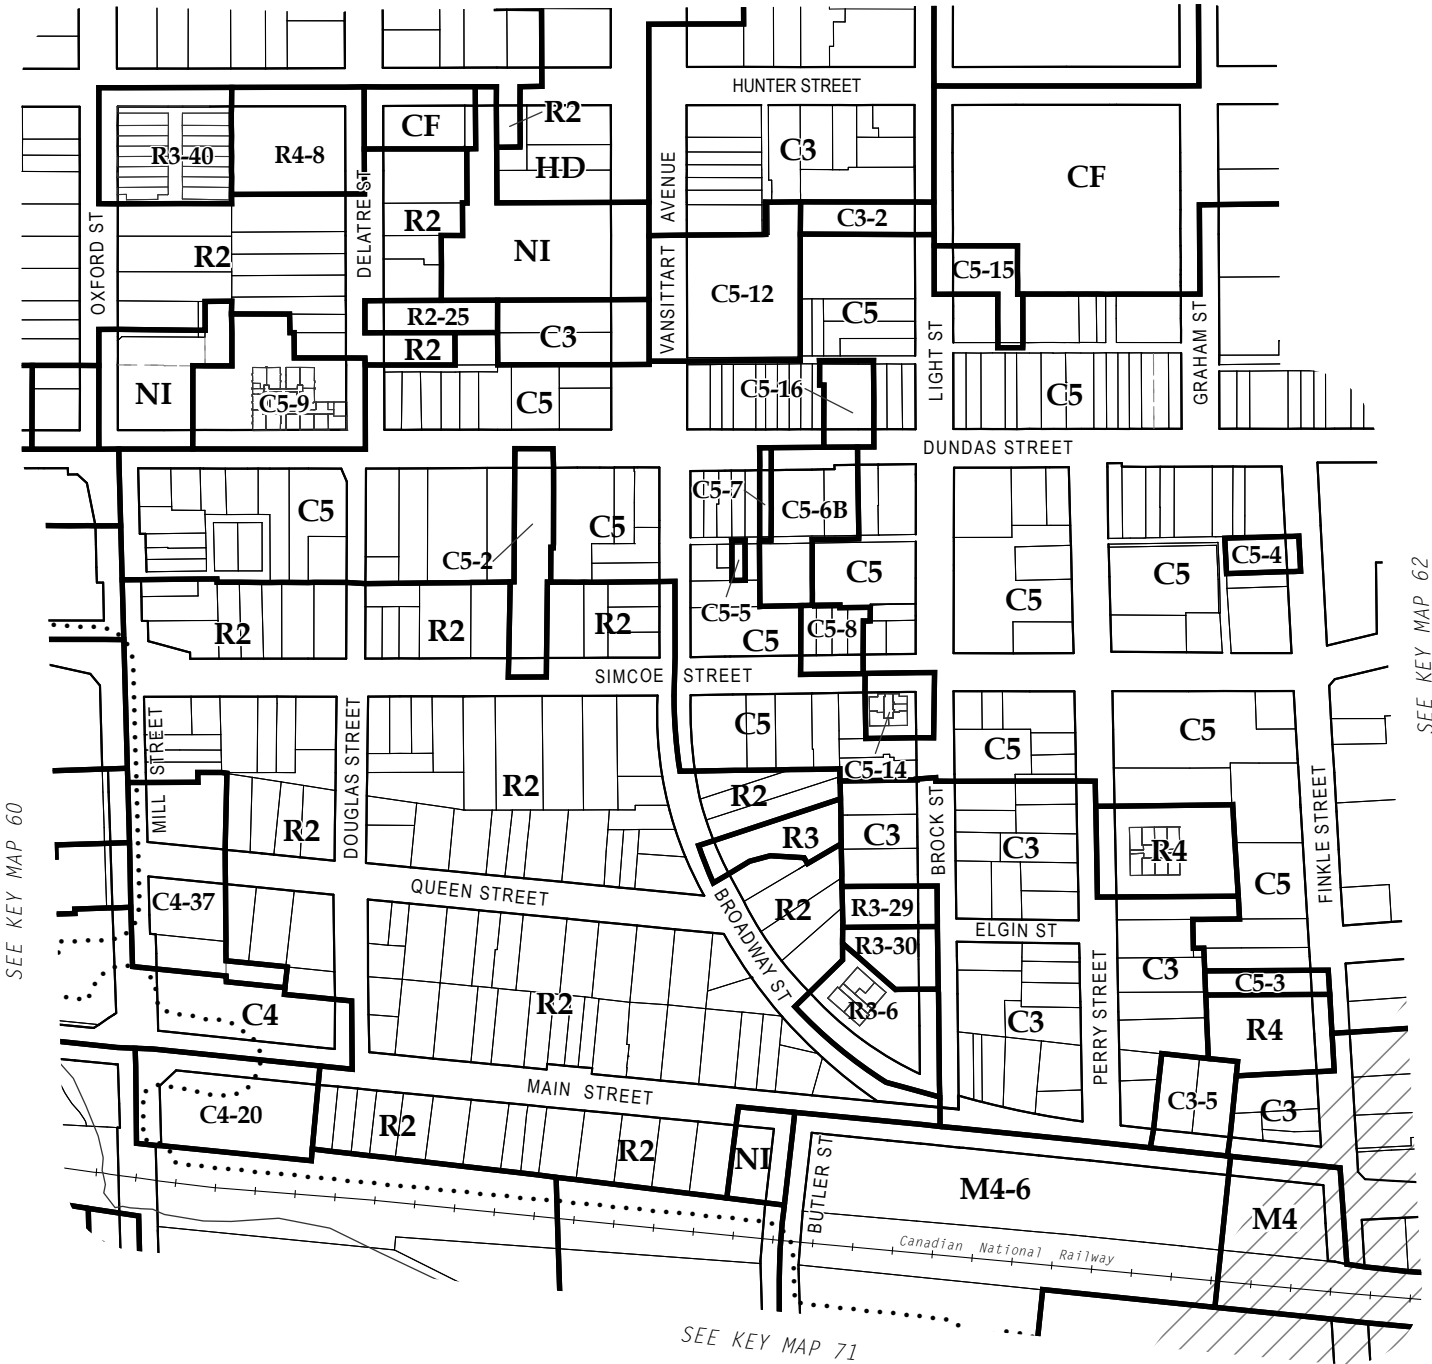 HUNTER STREET
R2
CF
R3-40
R4-8
HD
C3
CF
AVENUE
DELATRE ST
OXFORD ST
R2
C3-2
R2
NI
C5-15
VANSITTART
C5-12
R2-25
C5
C3
LIGHT ST
GRAHAM ST
R2
NI
C5-9
C5
C5-16
C5
DUNDAS STREET
C5-7
C5-6B
C5
C5
C5-2
C5-4
C5
C5
C5
C5-5
R2
R2
R2
C5
C5-8
SEE KEY MAP 62
SIMCOE STREET
C5
C5
C5
MILL STREET
DOUGLAS STREET
C5-14
R2
R2
R2
R3
C3
BROCK ST
C3
R4
FINKLE STREET
SEE KEY MAP 60
C4-37
QUEEN STREET
BROADWAY ST
R2
R3-29
C5
ELGIN ST
R3-30
C3
PERRY STREET
C5-3
R2
C4
R3-6
C3
R4
MAIN STREET
C4-20
R2
C3-5
C3
R2
NI
BUTLER ST
M4-6
M4
Canadian National Railway
SEE KEY MAP 71